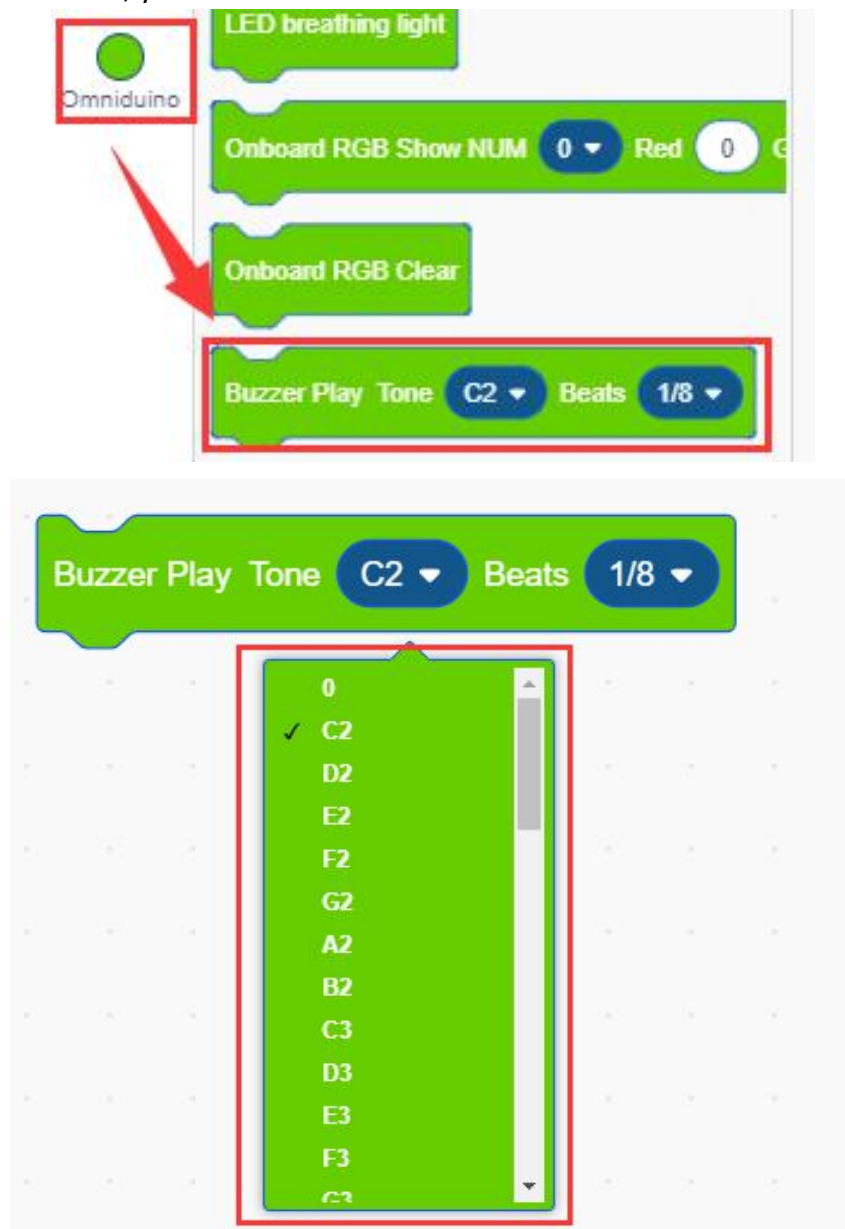 LED breathing light
Omniduino
Onboard RGB Show NUM 0 Red 0 G
Onboard RGB Clear
Buzzer Play Tone C2 Beats 1/8
Buzzer Play Tone C2 Beats 1/8
0
✓ C2
D2
E2
F2
G2
A2
B2
C3
D3
E3
F3
G3